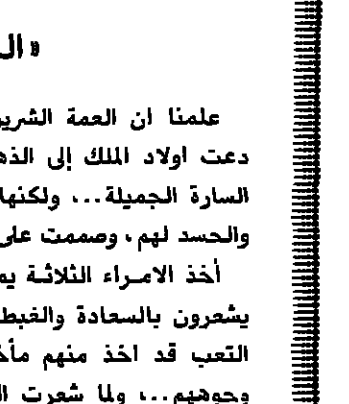 « ال
علمنا ان العمة الشرير
دعت اولاد الملك إلى الذه
السارة الجميلة... ولكنها
والحسد لهم، وصممت على
أخذ الامراء الثلاثة يم
يشعرون بالسعادة والغبط
التعب قد اخذ منهم مأخ
وجوههم... ولما شعرت ال